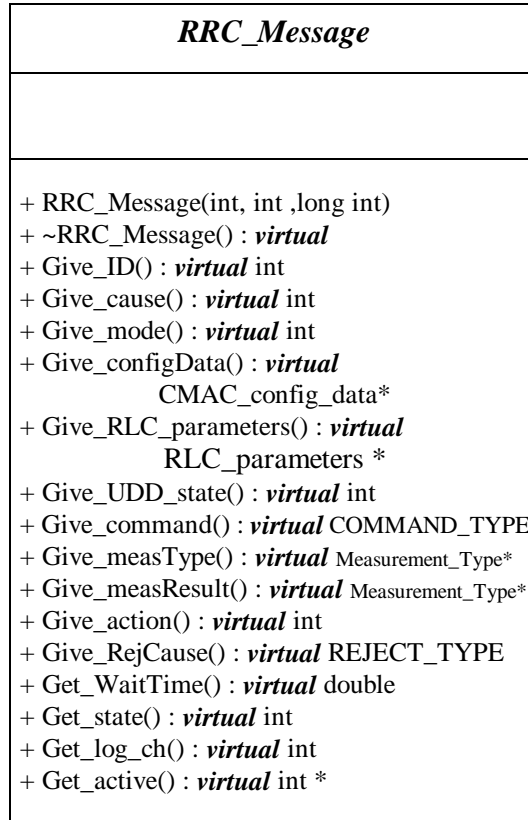 RRC_Message
+ RRC_Message(int, int ,long int)
+ ~RRC_Message() : virtual
+ Give_ID() : virtual int
+ Give_cause() : virtual int
+ Give_mode() : virtual int
+ Give_configData() : virtual
CMAC_config_data*
+ Give_RLC_parameters() : virtual
RLC_parameters *
+ Give_UDD_state() : virtual int
+ Give_command() : virtual COMMAND_TYPE
+ Give_measType() : virtual Measurement_Type*
+ Give_measResult() : virtual Measurement_Type*
+ Give_action() : virtual int
+ Give_RejCause() : virtual REJECT_TYPE
+ Get_WaitTime() : virtual double
+ Get_state() : virtual int
+ Get_log_ch() : virtual int
+ Get_active() : virtual int *